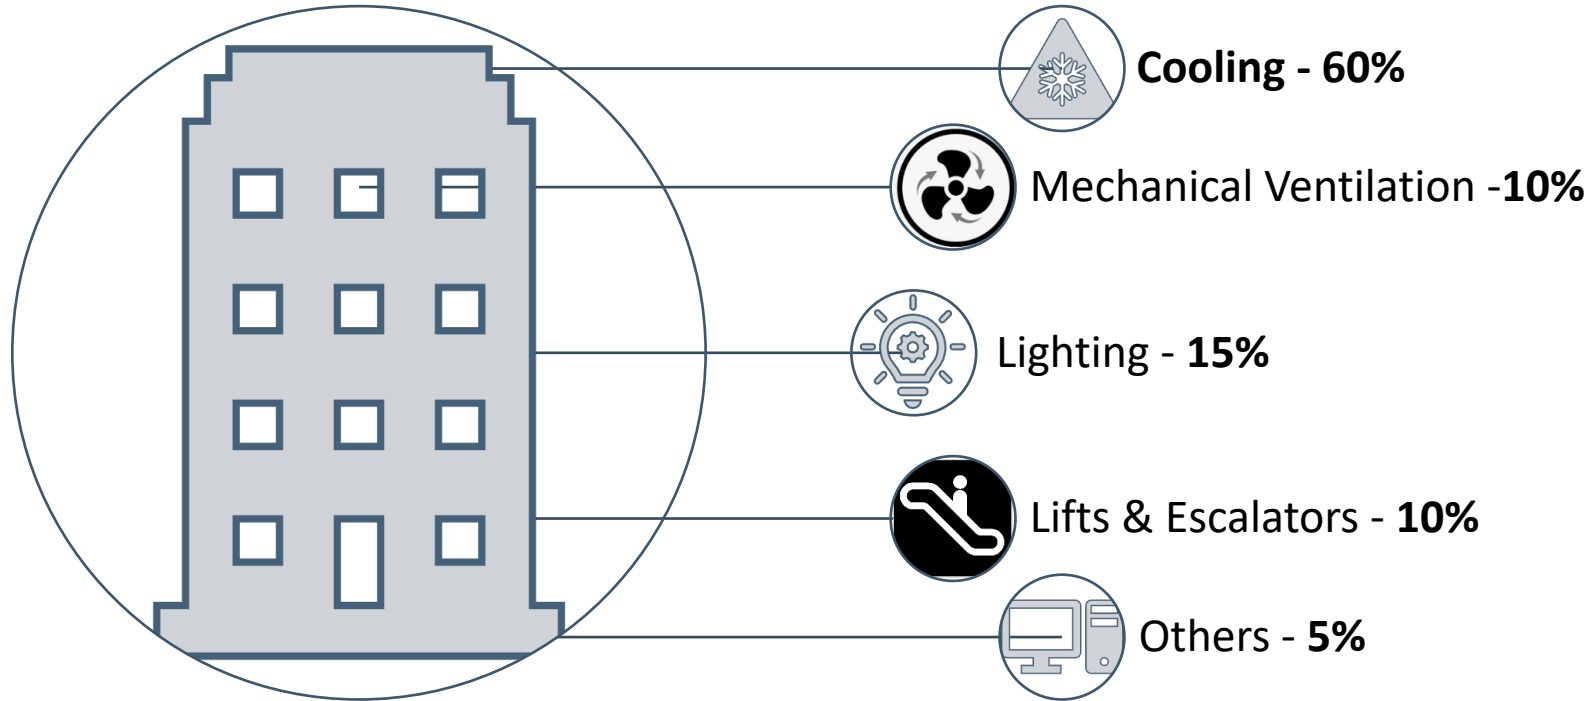 Cooling - 60%
Mechanical Ventilation -10%
Lighting - 15%
Lifts & Escalators - 10%
Others - 5%